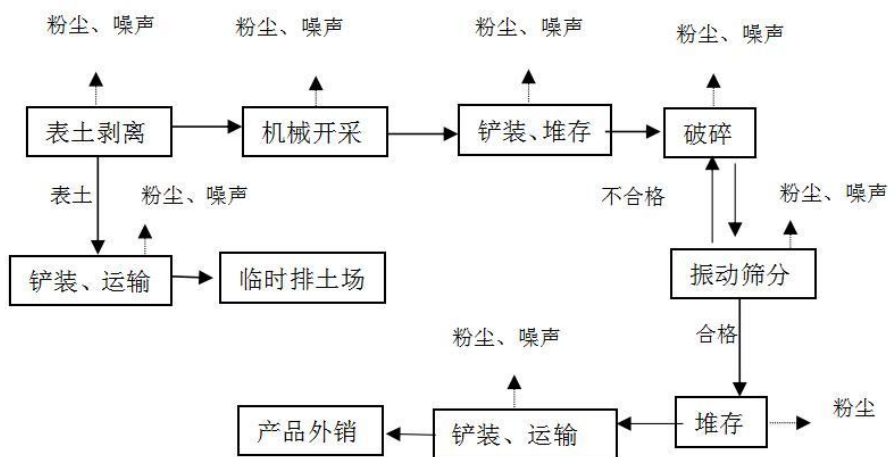 粉尘、噪声
粉尘、噪声
粉尘、噪声
粉尘、噪声
表土剥离
机械开采
铲装、堆存
破碎
表土
粉尘、噪声
不合格
粉尘、噪声
铲装、运输
临时排土场
振动筛分
合格
粉尘、噪声
产品外销
铲装、运输
堆存
粉尘